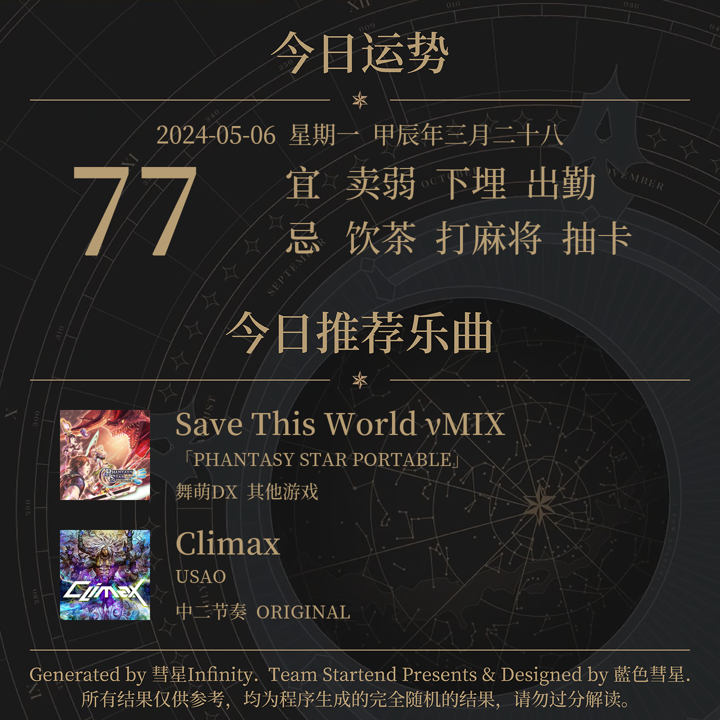 今日运势
2024-05-06 星期一 甲辰年三月二十八
77
宜 卖弱 下埋 出勤
忌 饮茶 打麻将 抽卡
今日推荐乐曲
Save This World νMIX
「PHANTASY STAR PORTABLE」
舞萌DX 其他游戏
Climax
Climax
USAO
中二节奏 ORIGINAL
Generated by 彗星Infinity. Team Startend Presents & Designed by 藍色彗星.
所有结果仅供参考，均为程序生成的完全随机的结果，请勿过分解读。
OCTOBER
NOVEMBER
SEPTEMBER